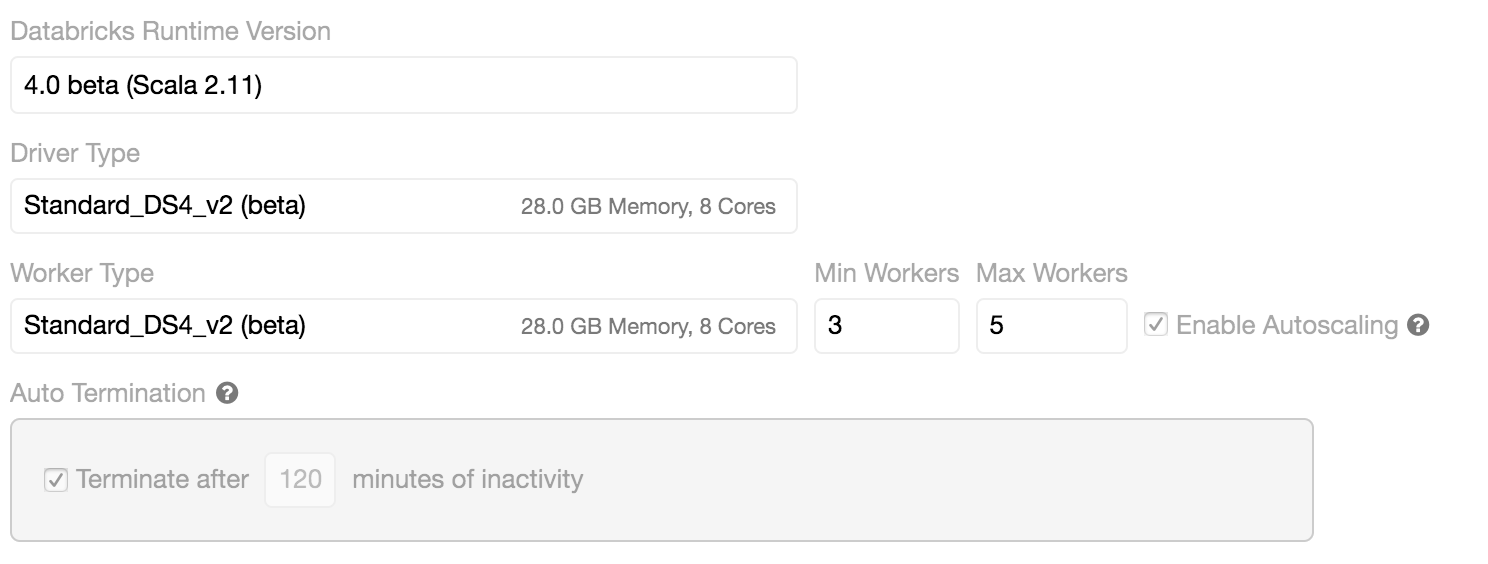 Databricks Runtime Version
4.0 beta (Scala 2.11)
Driver Type
Standard_DS4_v2 (beta) 28.0 GB Memory, 8 Cores
Worker Type Min Workers Max Workers
Standard_DS4_v2 (beta) 28.0 GB Memory, 8 Cores 3 5 Enable Autoscaling ?
Auto Termination ?
Terminate after 120 minutes of inactivity